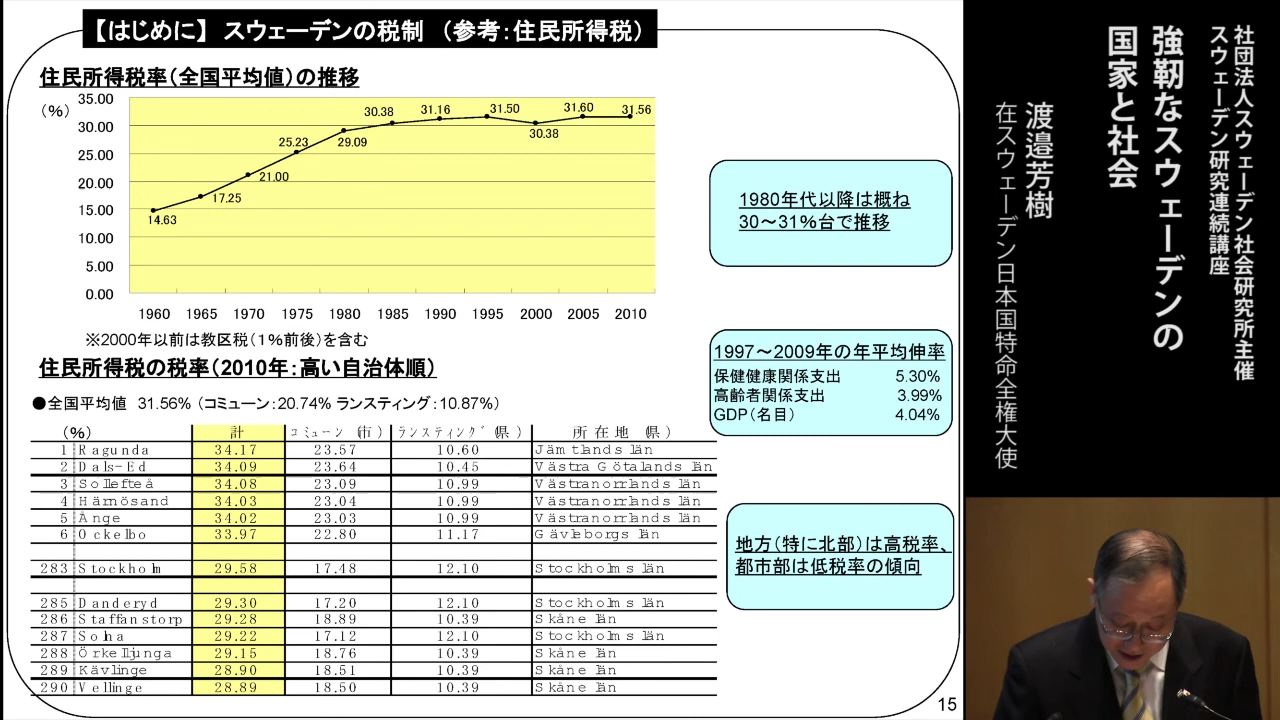 【はじめに】 スウェーデンの税制 （参考：住民所得税）
住民所得税率（全国平均値）の推移
（%）
35.00
30.00
25.00
20.00
15.00
10.00
5.00
0.00
14.63
17.25
21.00
25.23
29.09
30.38
31.16
31.50
30.38
31.60
31.56
1960 1965 1970 1975 1980 1985 1990 1995 2000 2005 2010
※2000年以前は教区税（1%前後）を含む
1980年代以降は概ね
30～31%台で推移
1997～2009年の年平均伸率
保健健康関係支出 5.30%
高齢者関係支出 3.99%
GDP（名目） 4.04%
地方（特に北部）は高税率、
都市部は低税率の傾向
住民所得税の税率（2010年：高い自治体順）
●全国平均値 31.56% （コミューン：20.74% ランスティング：10.87%）
（%） 計 コミューン（市） ランスティング（県） 所在地（県）
1 Ragunda 34.17 23.57 10.60 Jämtlands län
2 Dals-Ed 34.09 23.64 10.45 Västra Götalands län
3 Sollefteå 34.08 23.09 10.99 Västranorrlands län
4 Härnösand 34.03 23.04 10.99 Västranorrlands län
5 Ånge 34.02 23.03 10.99 Västranorrlands län
6 Ockelbo 33.97 22.80 11.17 Gävleborgs län
283 Stockholm 29.58 17.48 12.10 Stockholms län
285 Danderyd 29.30 17.20 12.10 Stockholms län
286 Staffanstorp 29.28 18.89 10.39 Skåne län
287 Solna 29.22 17.12 12.10 Stockholms län
288 Örkelljunga 29.15 18.76 10.39 Skåne län
289 Kävlinge 28.90 18.51 10.39 Skåne län
290 Vellinge 28.89 18.50 10.39 Skåne län
15
社団法人スウェーデン社会研究所主催
スウェーデン研究連続講座
強靭なスウェーデンの
国家と社会
渡邉芳樹
在スウェーデン日本国特命全権大使